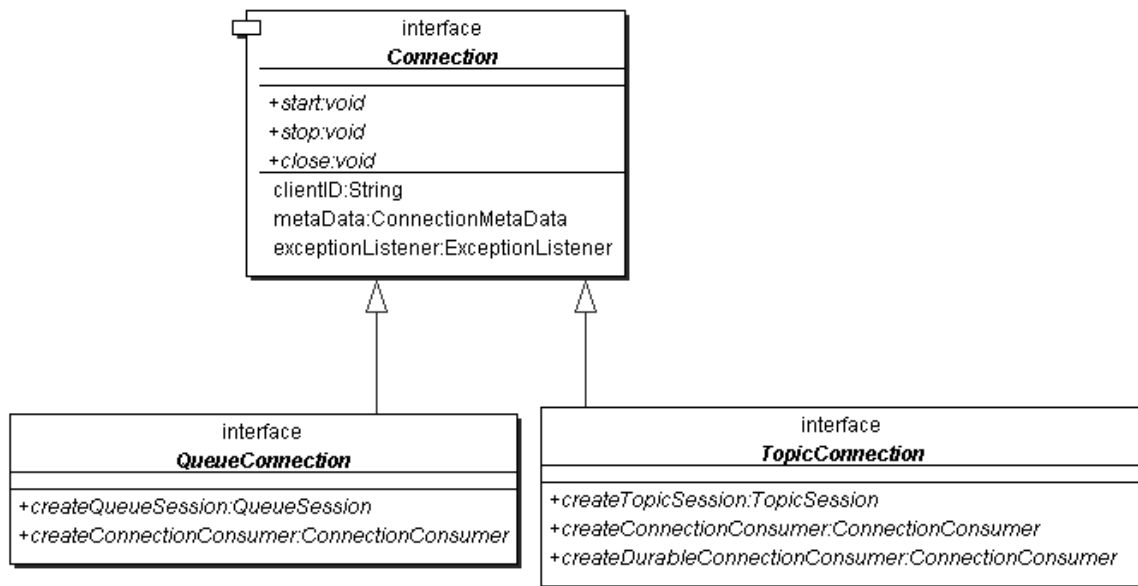 interface
Connection
+start:void
+stop:void
+close:void
clientID:String
metaData:ConnectionMetaData
exceptionListener:ExceptionListener
interface
QueueConnection
+createQueueSession:QueueSession
+createConnectionConsumer:ConnectionConsumer
interface
TopicConnection
+createTopicSession:TopicSession
+createConnectionConsumer:ConnectionConsumer
+createDurableConnectionConsumer:ConnectionConsumer